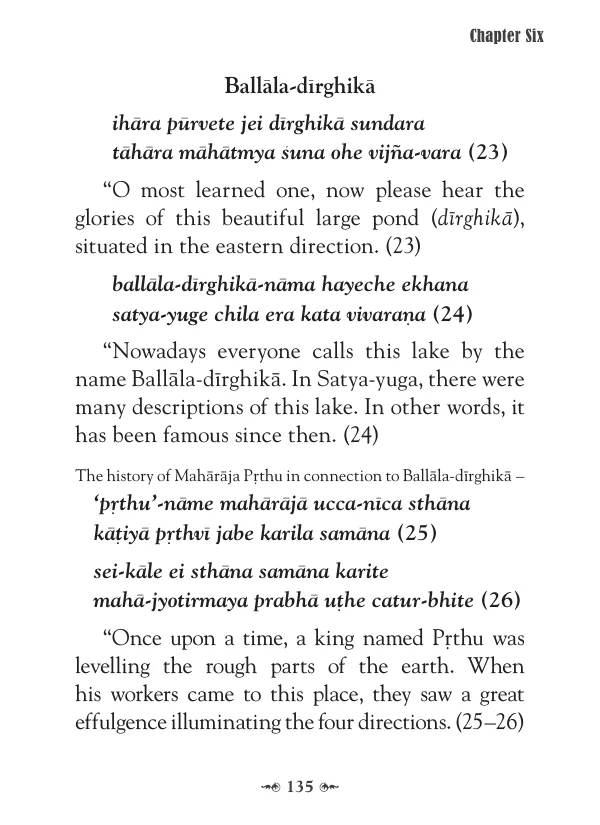 Chapter Six
Ballāla-dīrghikā
ihāra pūrvete jei dīrghikā sundara
tāhāra māhātmya śuna ohe vijña-vara (23)
“O most learned one, now please hear the
glories of this beautiful large pond (dīrghikā),
situated in the eastern direction. (23)
ballāla-dīrghikā-nāma hayeche ekhana
satya-yuge chila era kata vivaraṇa (24)
“Nowadays everyone calls this lake by the
name Ballāla-dīrghikā. In Satya-yuga, there were
many descriptions of this lake. In other words, it
has been famous since then. (24)
The history of Mahārāja Pṛthu in connection to Ballāla-dīrghikā –
‘pṛthu’-nāme mahārājā ucca-nīca sthāna
kāṭiyā pṛthvī jabe karila samāna (25)
sei-kāle ei sthāna samāna karite
mahā-jyotirmaya prabhā uṭhe catur-bhite (26)
“Once upon a time, a king named Pṛthu was
levelling the rough parts of the earth. When
his workers came to this place, they saw a great
effulgence illuminating the four directions. (25–26)
135